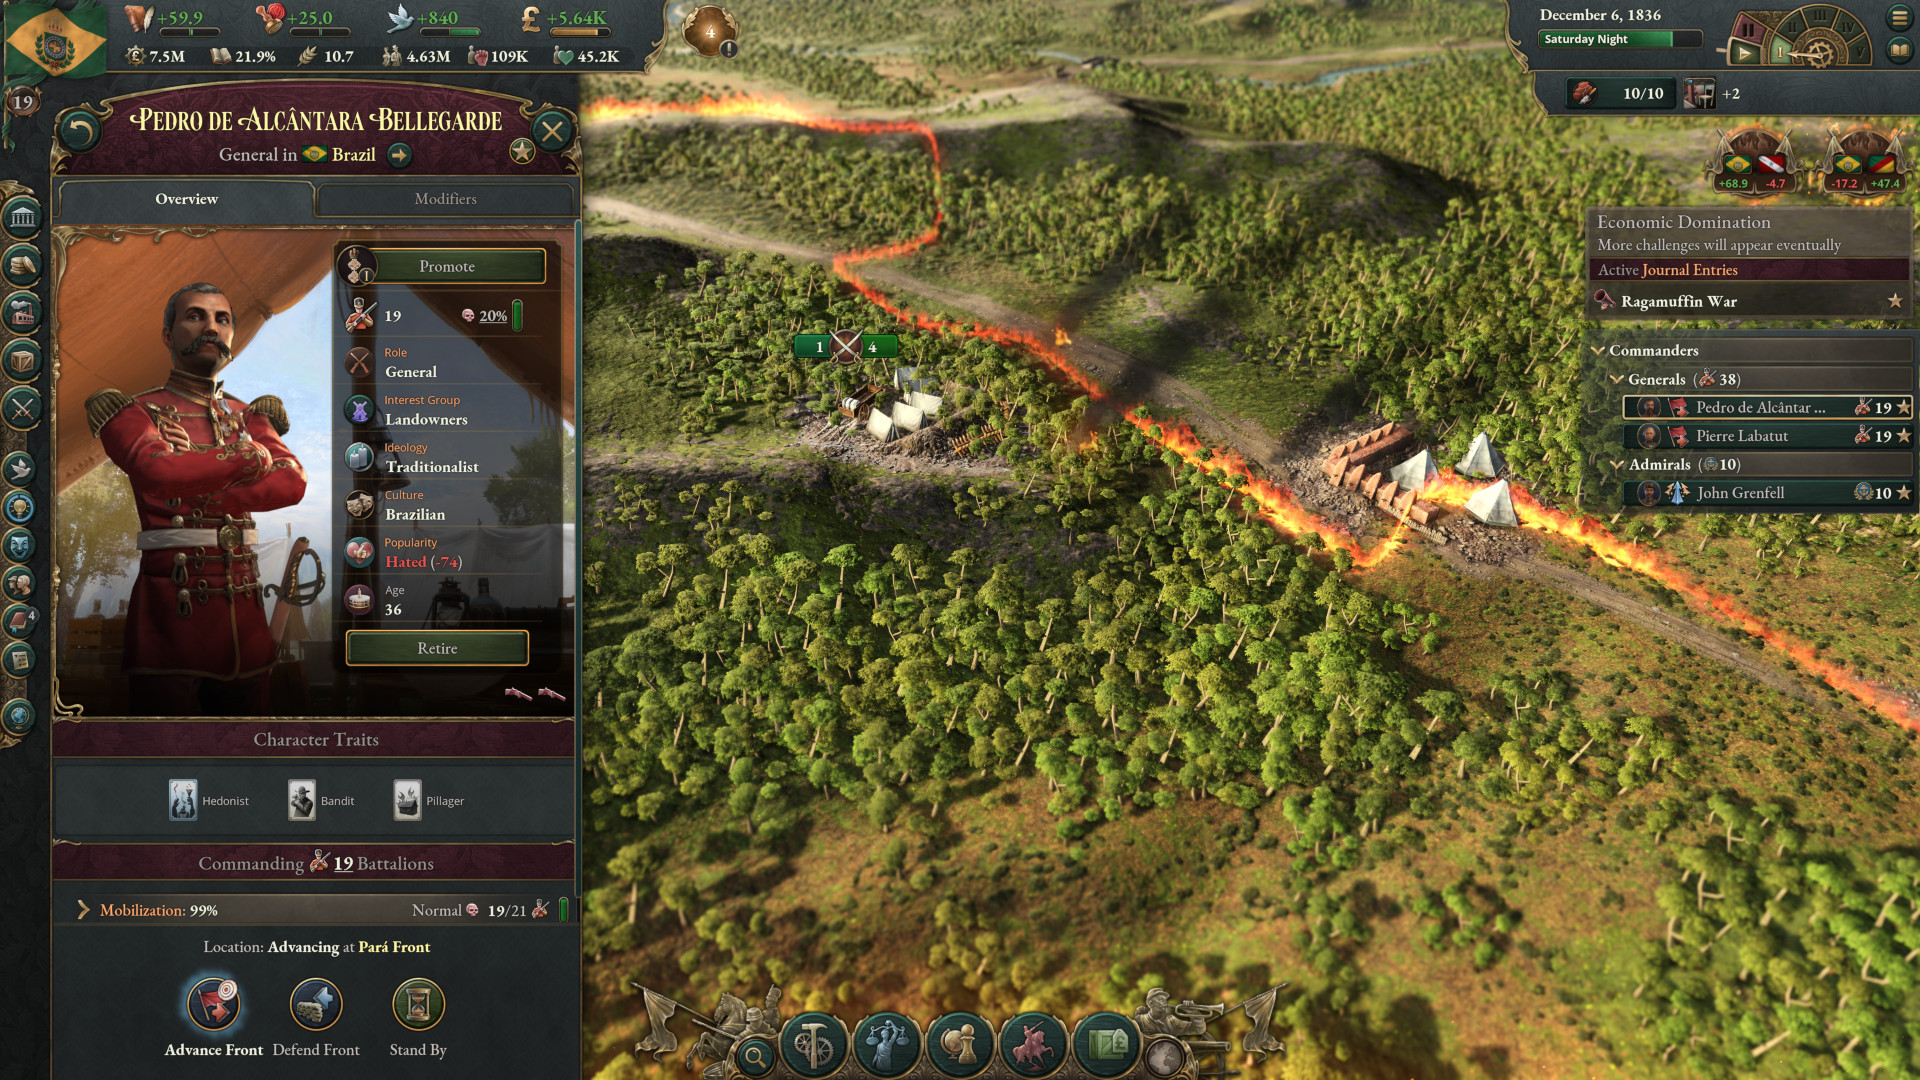 +59.9
+25.0
+840
+5.64K
7.5M
21.9%
10.7
4.63M
109K
45.2K
4
December 6, 1836
Saturday Night
10/10
+2
19
Pedro de Alcântara Bellegarde
General in Brazil
Overview
Modifiers
Promote
19
20%
Role
General
Interest Group
Landowners
Ideology
Traditionalist
Culture
Brazilian
Popularity
Hated (-74)
Age
36
Retire
Character Traits
Hedonist
Bandit
Pillager
Commanding 19 Battalions
Mobilization: 99%
Normal 19/21
Location: Advancing at Pará Front
Advance Front
Defend Front
Stand By
4
1
4
+68.9
-4.7
-17.2
+47.4
Economic Domination
More challenges will appear eventually
Active Journal Entries
Ragamuffin War
Commanders
Generals (38)
Pedro de Alcântar ... 19
Pierre Labatut 19
Admirals (10)
John Grenfell 10
I
II
III
IV
V